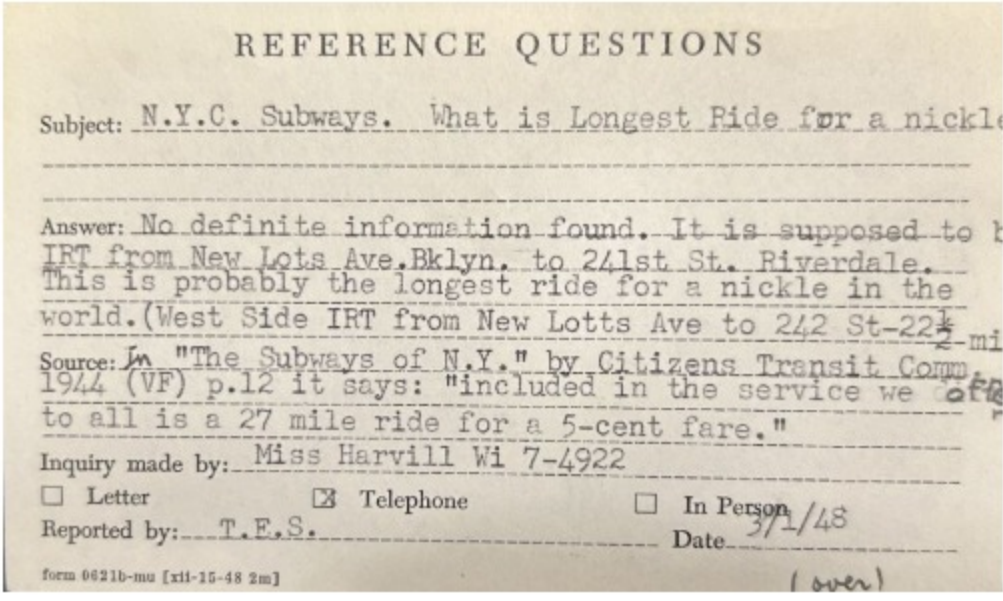 REFERENCE QUESTIONS
Subject: N.Y.C. Subways. What is Longest Ride for a nickle
Answer: No definite information found. It is supposed to b
IRT from New Lots Ave.Bklyn. to 241st St. Riverdale.
This is probably the longest ride for a nickle in the
world.(West Side IRT from New Lotts Ave to 242 St-22½ mi
Source: In "The Subways of N.Y." by Citizens Transit Comm.
1944 (VF) p.12 it says: "included in the service we
to all is a 27 mile ride for a 5-cent fare."
Inquiry made by: Miss Harvill Wi 7-4922
☐ Letter ☒ Telephone ☐ In Person
Reported by: T.E.S. Date 3/1/48
form 0621b-mu [xii-15-48 2m]
(over)